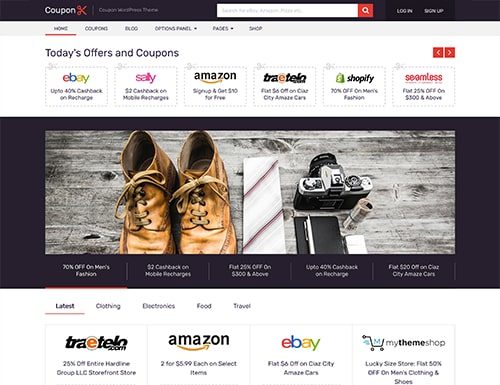 Coupon
Coupon WordPress Theme
Search for eBay, Amazon, Pizza etc...
LOG IN
SIGN UP
HOME
COUPONS
BLOG
OPTIONS PANEL
PAGES
SHOP
Today's Offers and Coupons
ebay
sally
amazon
traetelo
.com
shopify
seamless
Upto 40% Cashback
on Recharge
$2 Cashback on
Mobile Recharges
Signup & Get $10
for Free
Flat $6 Off on Ciaz
City Amaze Cars
70% OFF On Men's
Fashion
Flat 25% OFF On
$300 & Above
70% OFF On Men's
Fashion
$2 Cashback on
Mobile Recharges
Flat 25% OFF On
$300 & Above
Upto 40% Cashback
on Recharge
Flat $20 Off on Ciaz
City Amaze Cars
Latest
Clothing
Electronics
Food
Travel
traetelo
.com
amazon
ebay
mythemeshop
25% Off Entire Hardline
Group LLC Storefront Store
2 for $5.99 Each on Select
Items
Flat $6 Off on Ciaz City
Amaze Cars
Lucky Size Store: Flat 50%
OFF On Men's Clothing &
Shoes